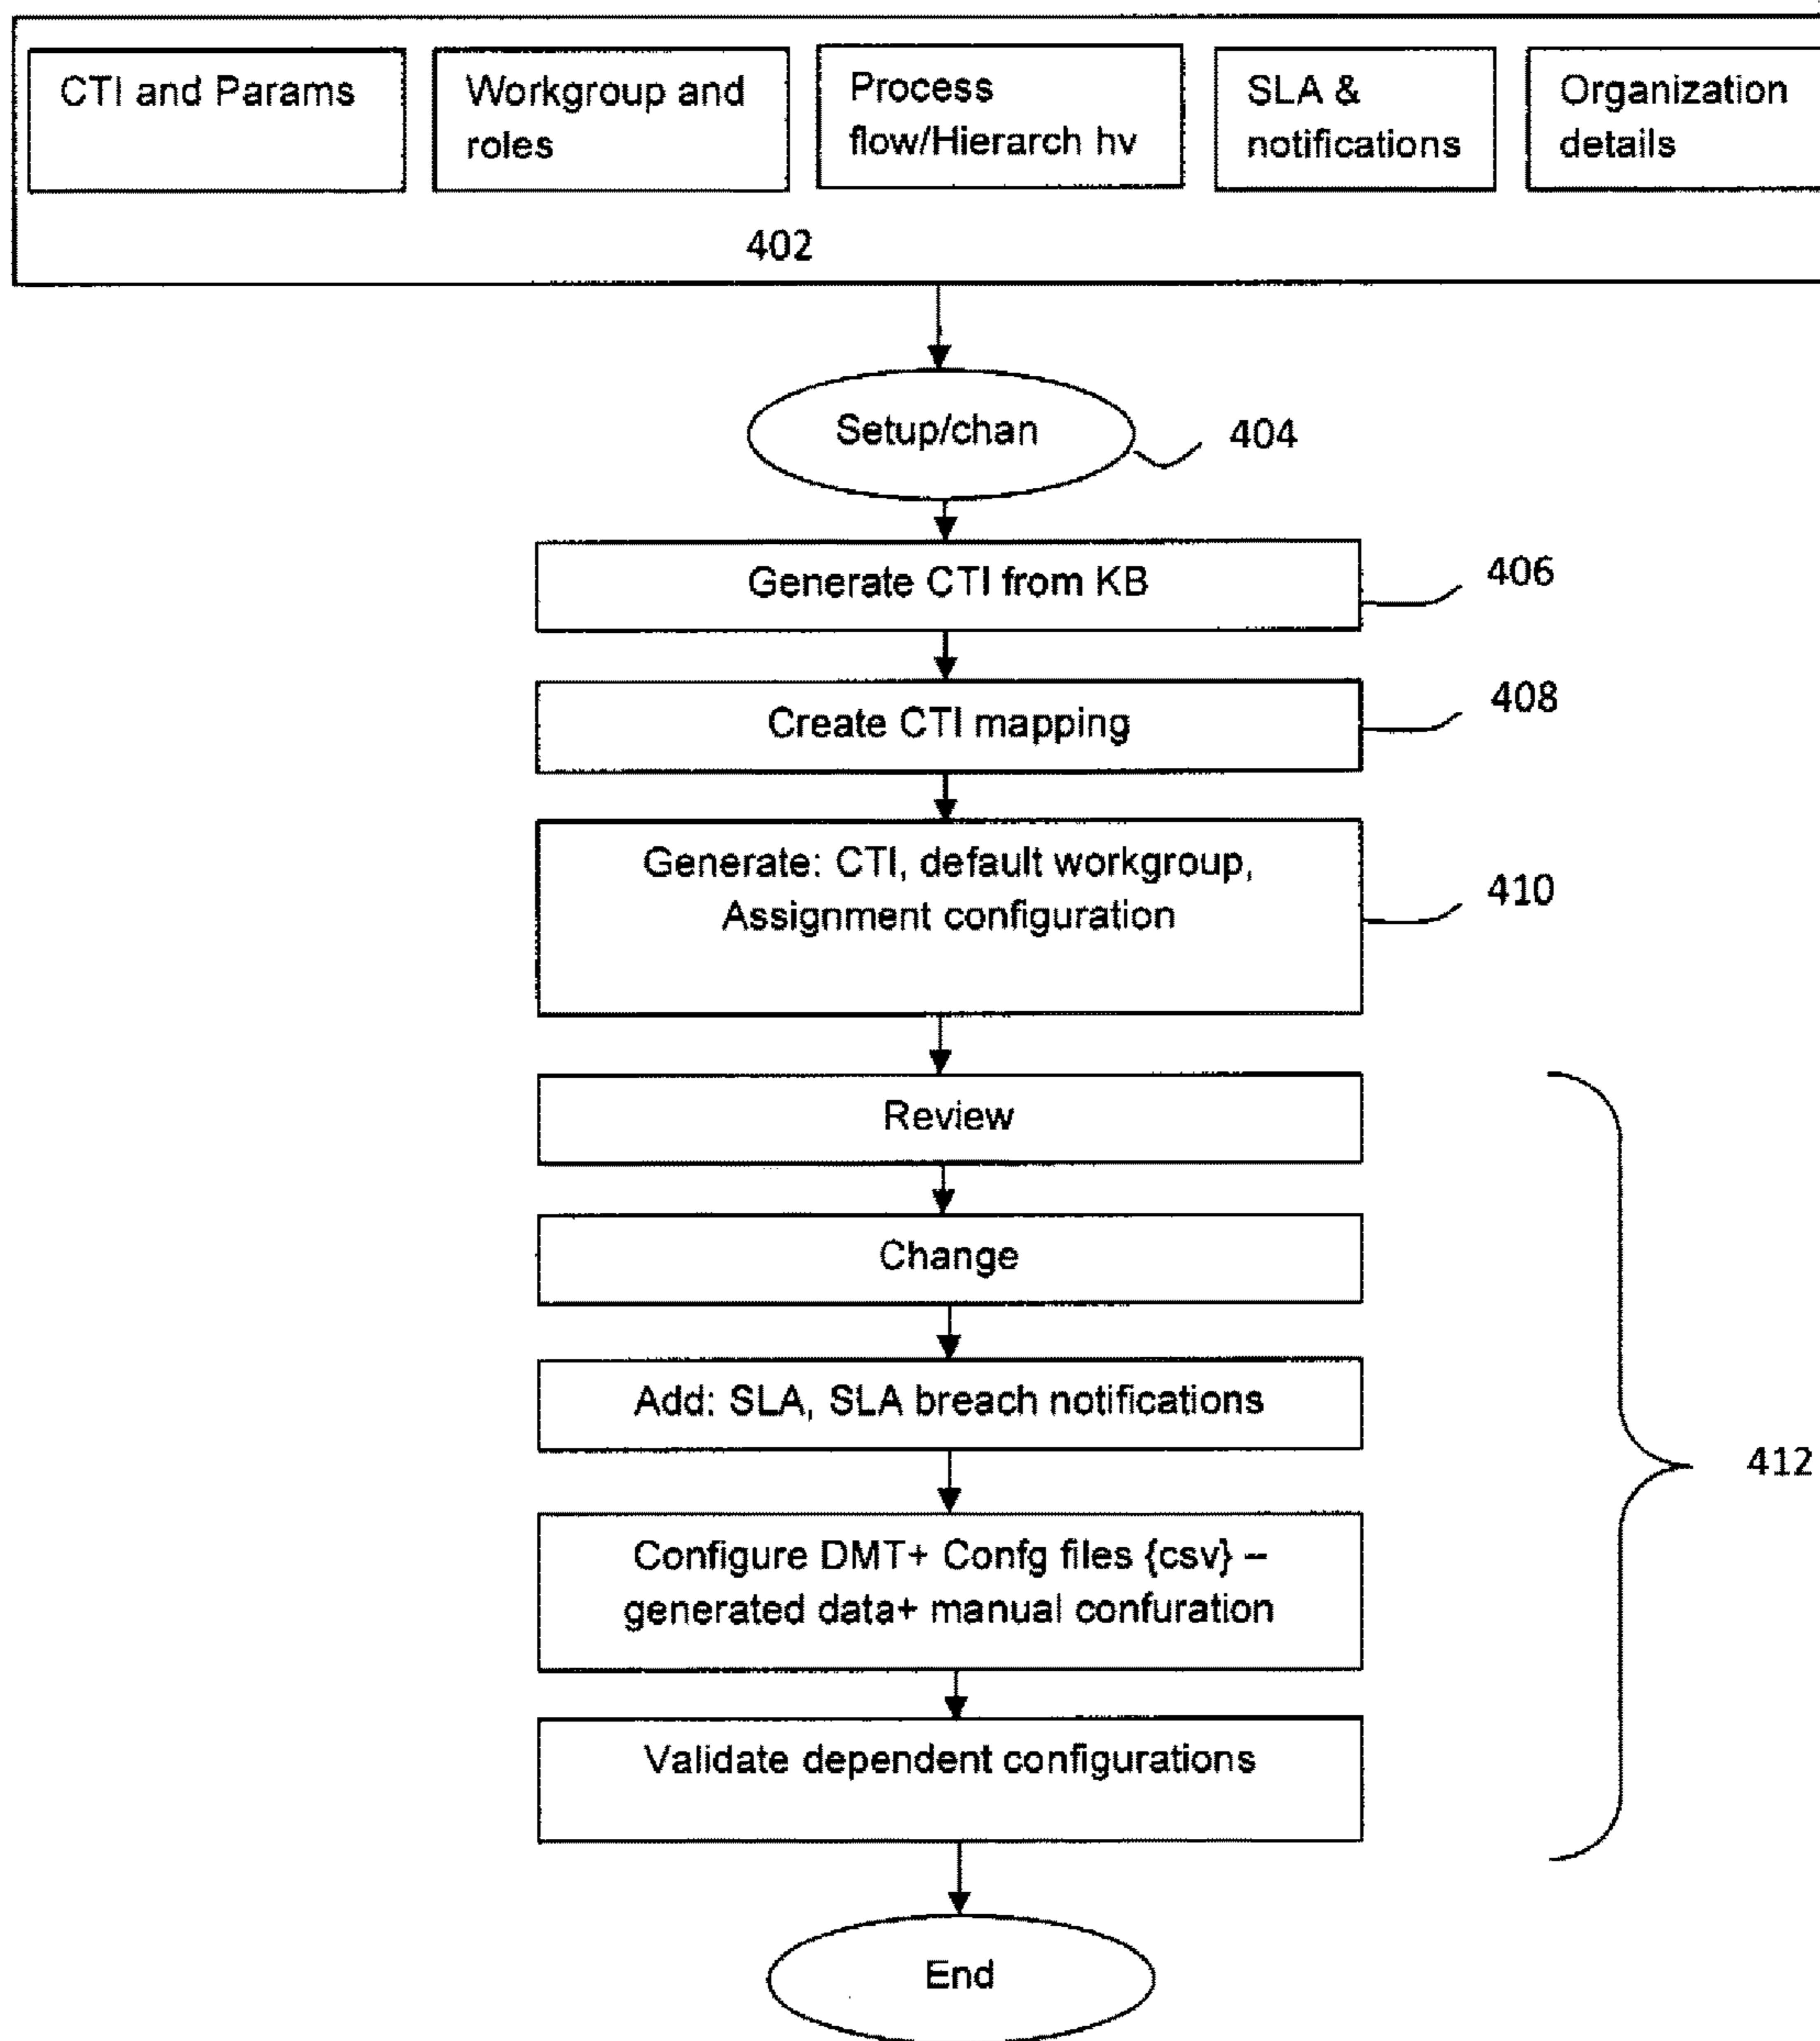 CTI and Params
Workgroup and
roles
Process
flow/Hierarch hv
SLA &
notifications
Organization
details
402
Setup/chan
404
Generate CTI from KB
406
Create CTI mapping
408
Generate: CTI, default workgroup,
Assignment configuration
410
Review
Change
Add: SLA, SLA breach notifications
412
Configure DMT+ Confg files {csv} –
generated data+ manual confuration
Validate dependent configurations
End